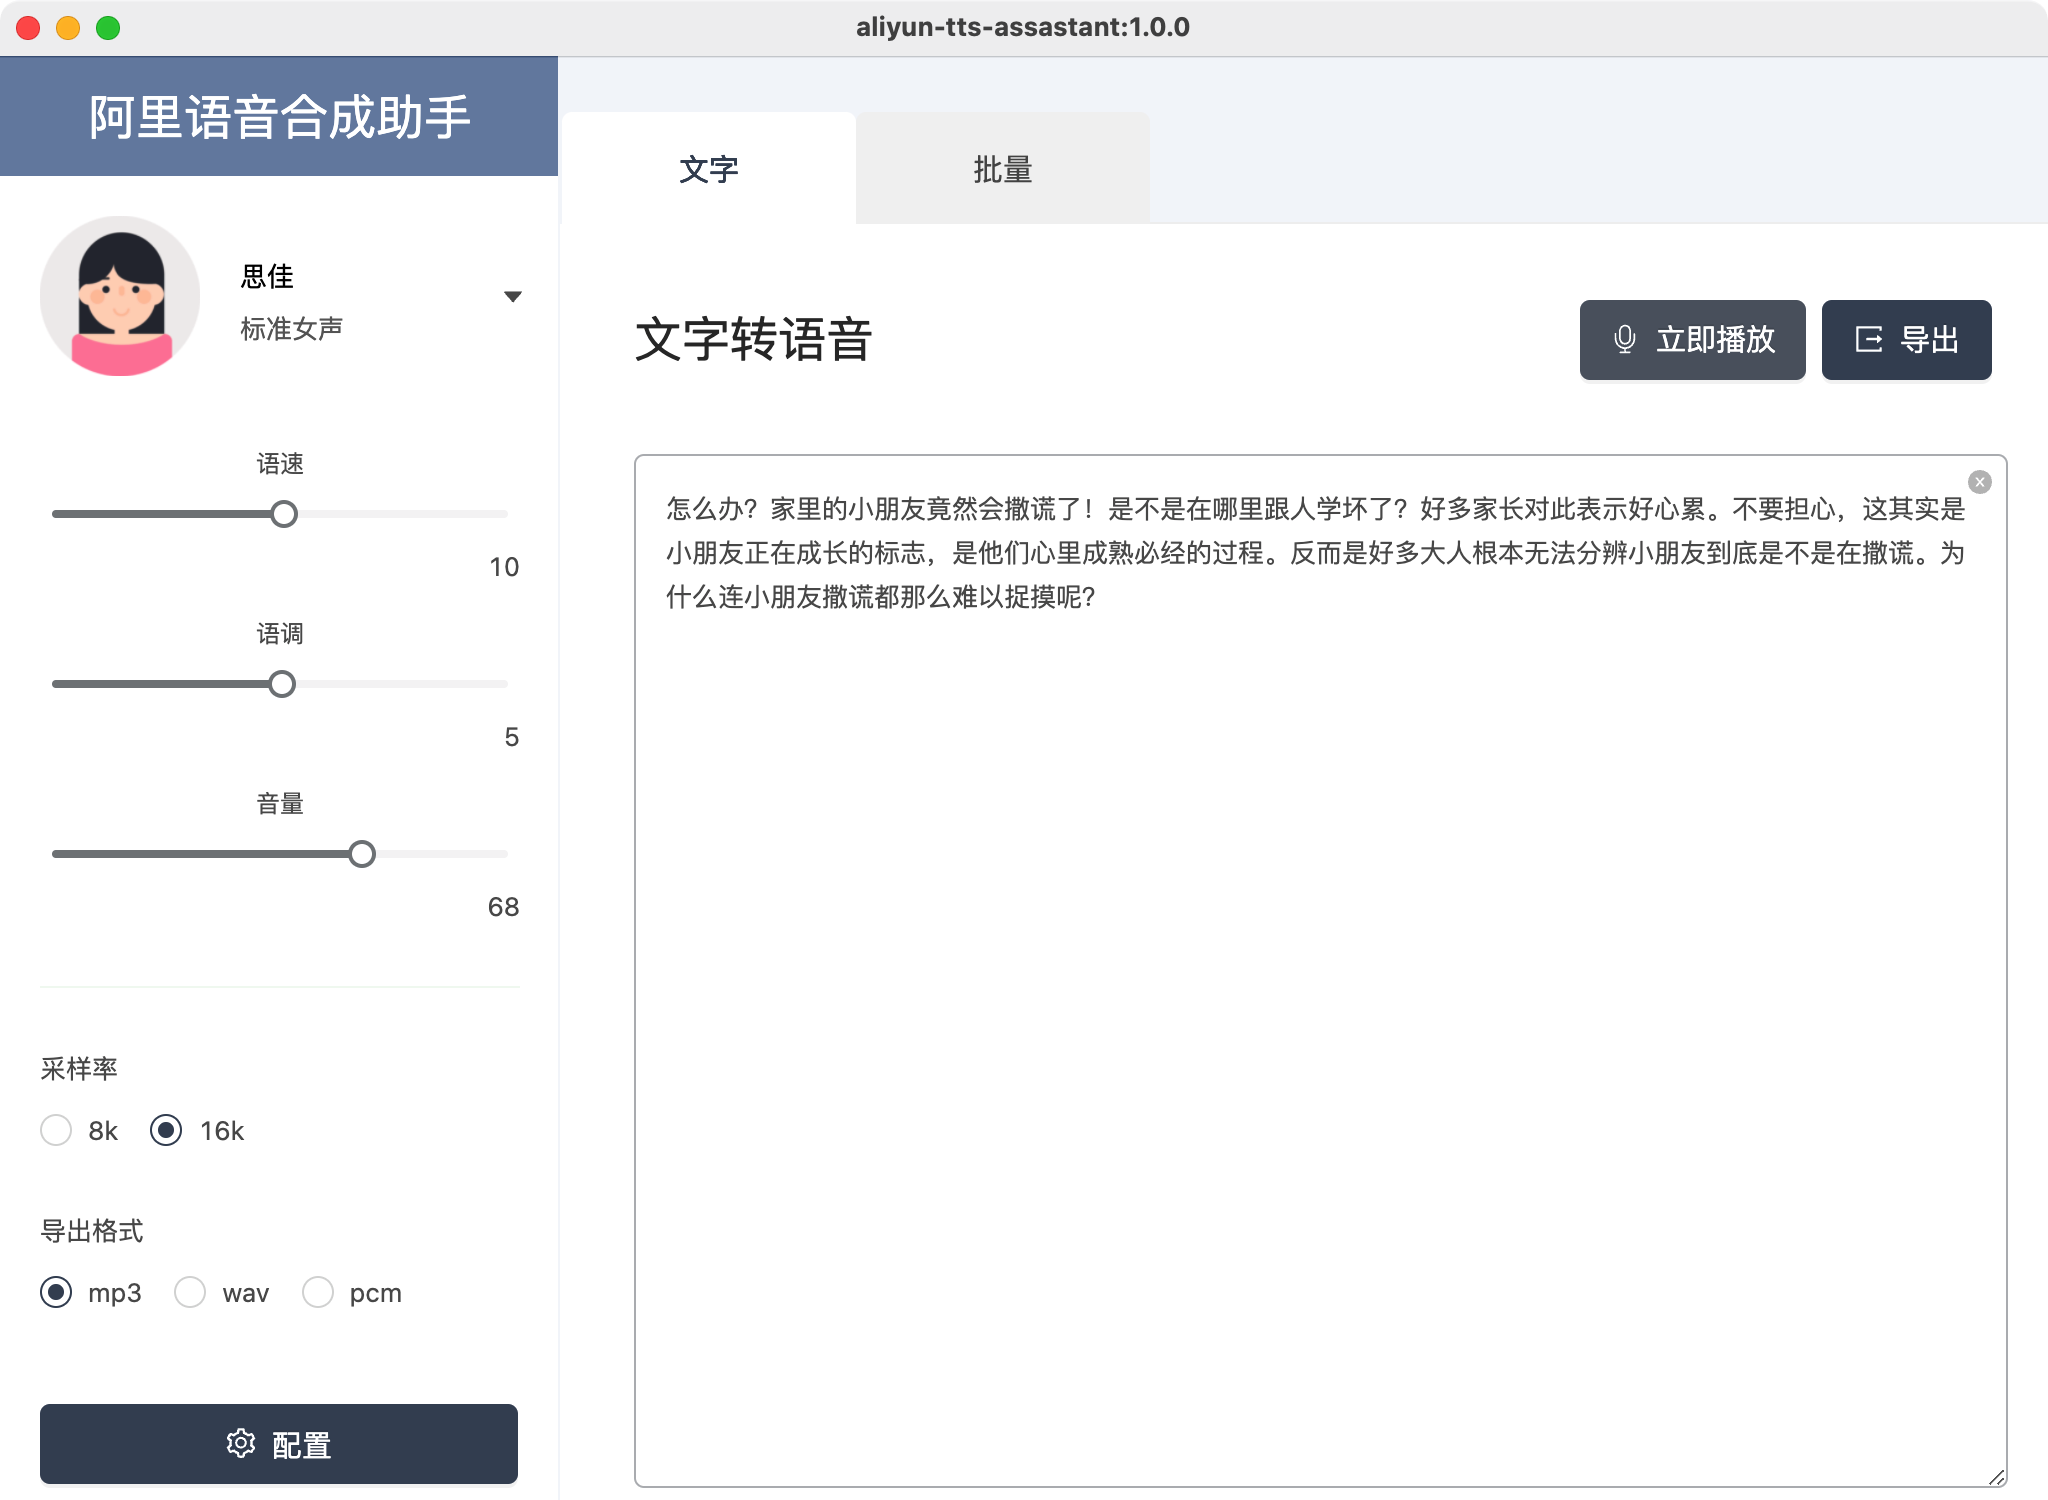 aliyun-tts-assastant:1.0.0
阿里语音合成助手
思佳
标准女声
语速
10
语调
5
音量
68
采样率
8k 16k
导出格式
mp3 wav pcm
配置
文字 批量
文字转语音
立即播放 导出
怎么办？家里的小朋友竟然会撒谎了！是不是在哪里跟人学坏了？好多家长对此表示好心累。不要担心，这其实是
小朋友正在成长的标志，是他们心里成熟必经的过程。反而是好多大人根本无法分辨小朋友到底是不是在撒谎。为
什么连小朋友撒谎都那么难以捉摸呢？